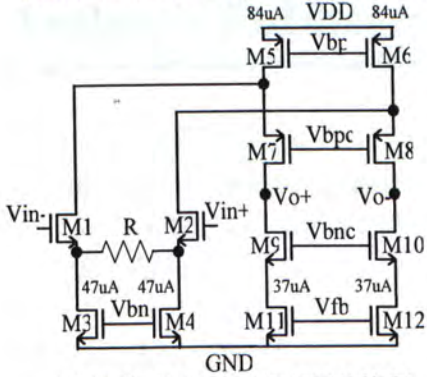 84uA VDD 84uA
M5 Vbp M6
M7 Vbpc M8
Vo+ Vo-
Vin- M1 R M2 Vin+
M9 Vbnc M10
47uA 47uA 37uA 37uA
M3 Vbn M4 M11 Vfb M12
GND